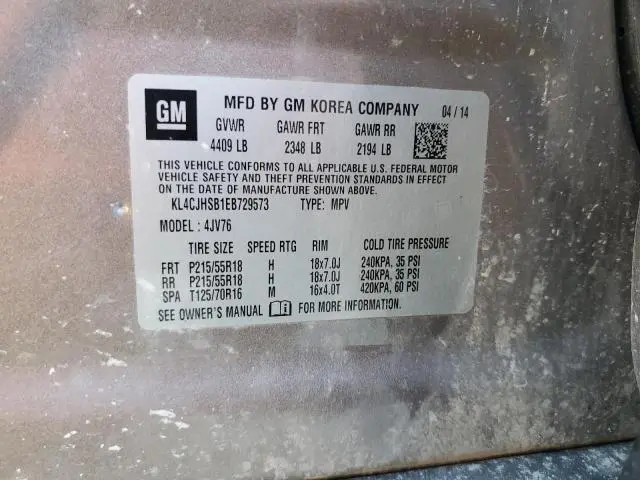 GM
MFD BY GM KOREA COMPANY 04/14
GVWR GAWR FRT GAWR RR
4409 LB 2348 LB 2194 LB
THIS VEHICLE CONFORMS TO ALL APPLICABLE U.S. FEDERAL MOTOR
VEHICLE SAFETY AND THEFT PREVENTION STANDARDS IN EFFECT
ON THE DATE OF MANUFACTURE SHOWN ABOVE.
KL4CJHSB1EB729573 TYPE: MPV
MODEL: 4JV76
TIRE SIZE SPEED RTG RIM COLD TIRE PRESSURE
FRT P215/55R18 H 18x7.0J 240KPA, 35 PSI
RR P215/55R18 H 18x7.0J 240KPA, 35 PSI
SPA T125/70R16 M 16x4.0T 420KPA, 60 PSI
SEE OWNER'S MANUAL FOR MORE INFORMATION.